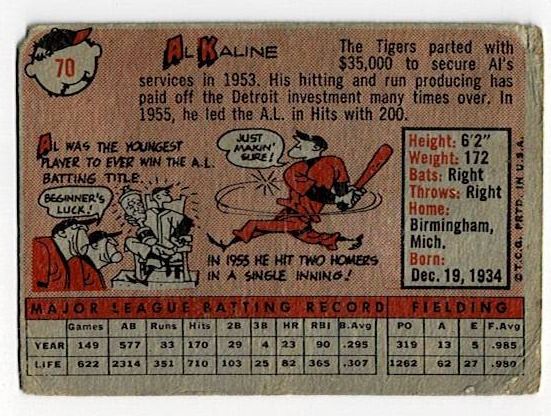 70
AL KALINE
The Tigers parted with
$35,000 to secure Al's
services in 1953. His hitting and run producing has
paid off the Detroit investment many times over. In
1955, he led the A.L. in Hits with 200.
AL WAS THE YOUNGEST
PLAYER TO EVER WIN THE A.L.
BATTING TITLE.
BEGINNER'S
LUCK!
JUST
MAKIN'
SURE!
IN 1955 HE HIT TWO HOMERS
IN A SINGLE INNING!
Height: 6'2"
Weight: 172
Bats: Right
Throws: Right
Home:
Birmingham,
Mich.
Born:
Dec. 19, 1934
©T.C.G. PRTD. IN U.S.A.
MAJOR LEAGUE BATTING RECORD FIELDING
Games AB Runs Hits 2B 3B HR RBI B.Avg PO A E F.Avg
YEAR 149 577 83 170 29 4 23 90 .295 319 13 5 .985
LIFE 622 2314 351 710 103 25 82 365 .307 1262 62 27 .980